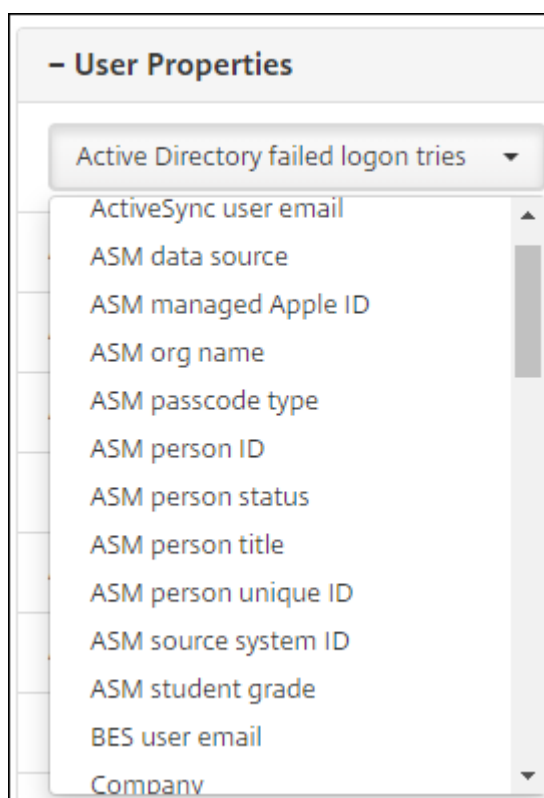 – User Properties
Active Directory failed logon tries
ActiveSync user email
ASM data source
ASM managed Apple ID
ASM org name
ASM passcode type
ASM person ID
ASM person status
ASM person title
ASM person unique ID
ASM source system ID
ASM student grade
BES user email
Company